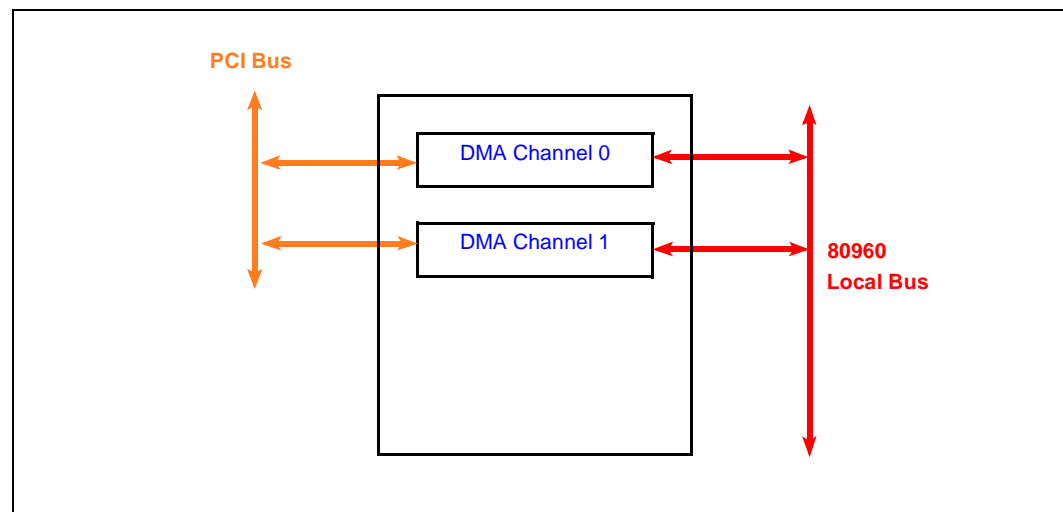 PCI Bus
DMA Channel 0
DMA Channel 1
80960
Local Bus